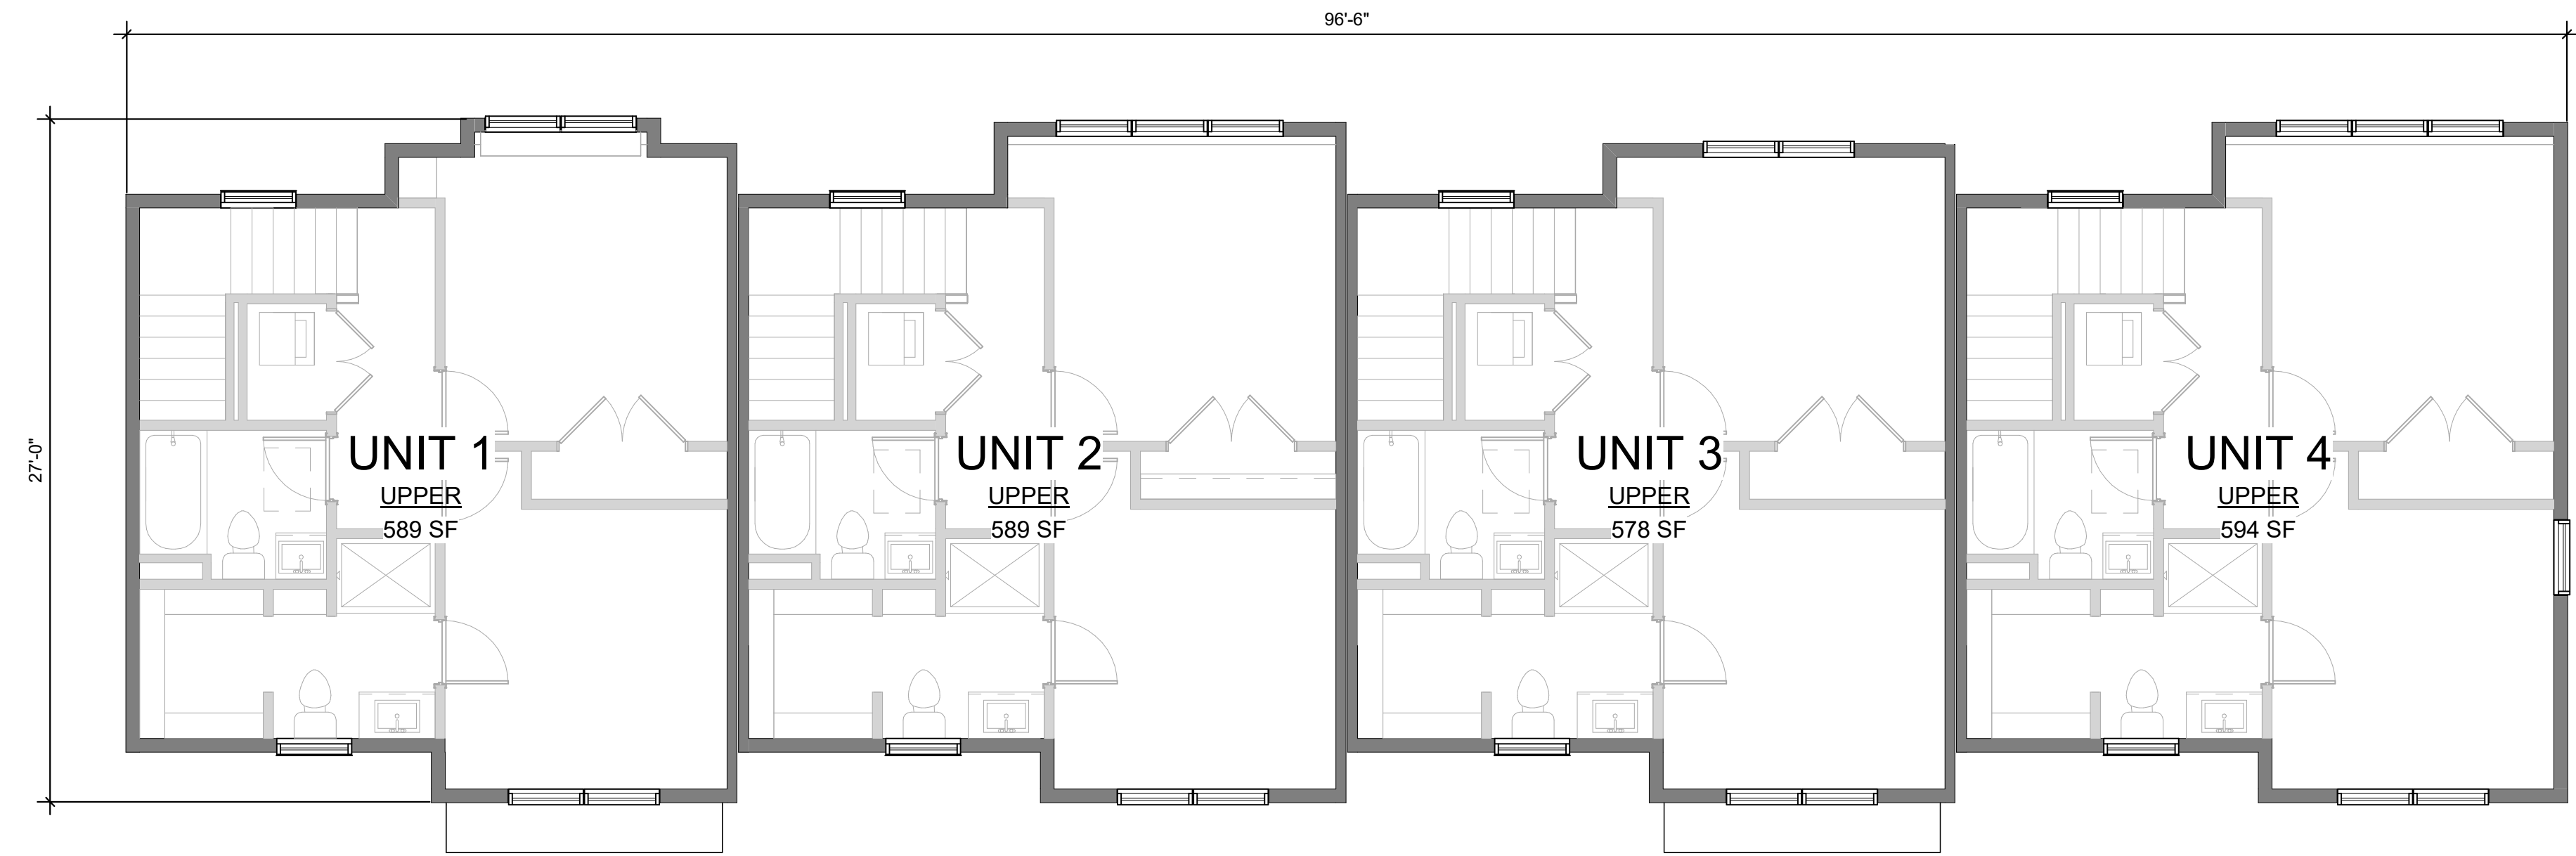 96'-6"
27'-0"
UNIT 1
UPPER
589 SF
UNIT 2
UPPER
589 SF
UNIT 3
UPPER
578 SF
UNIT 4
UPPER
594 SF